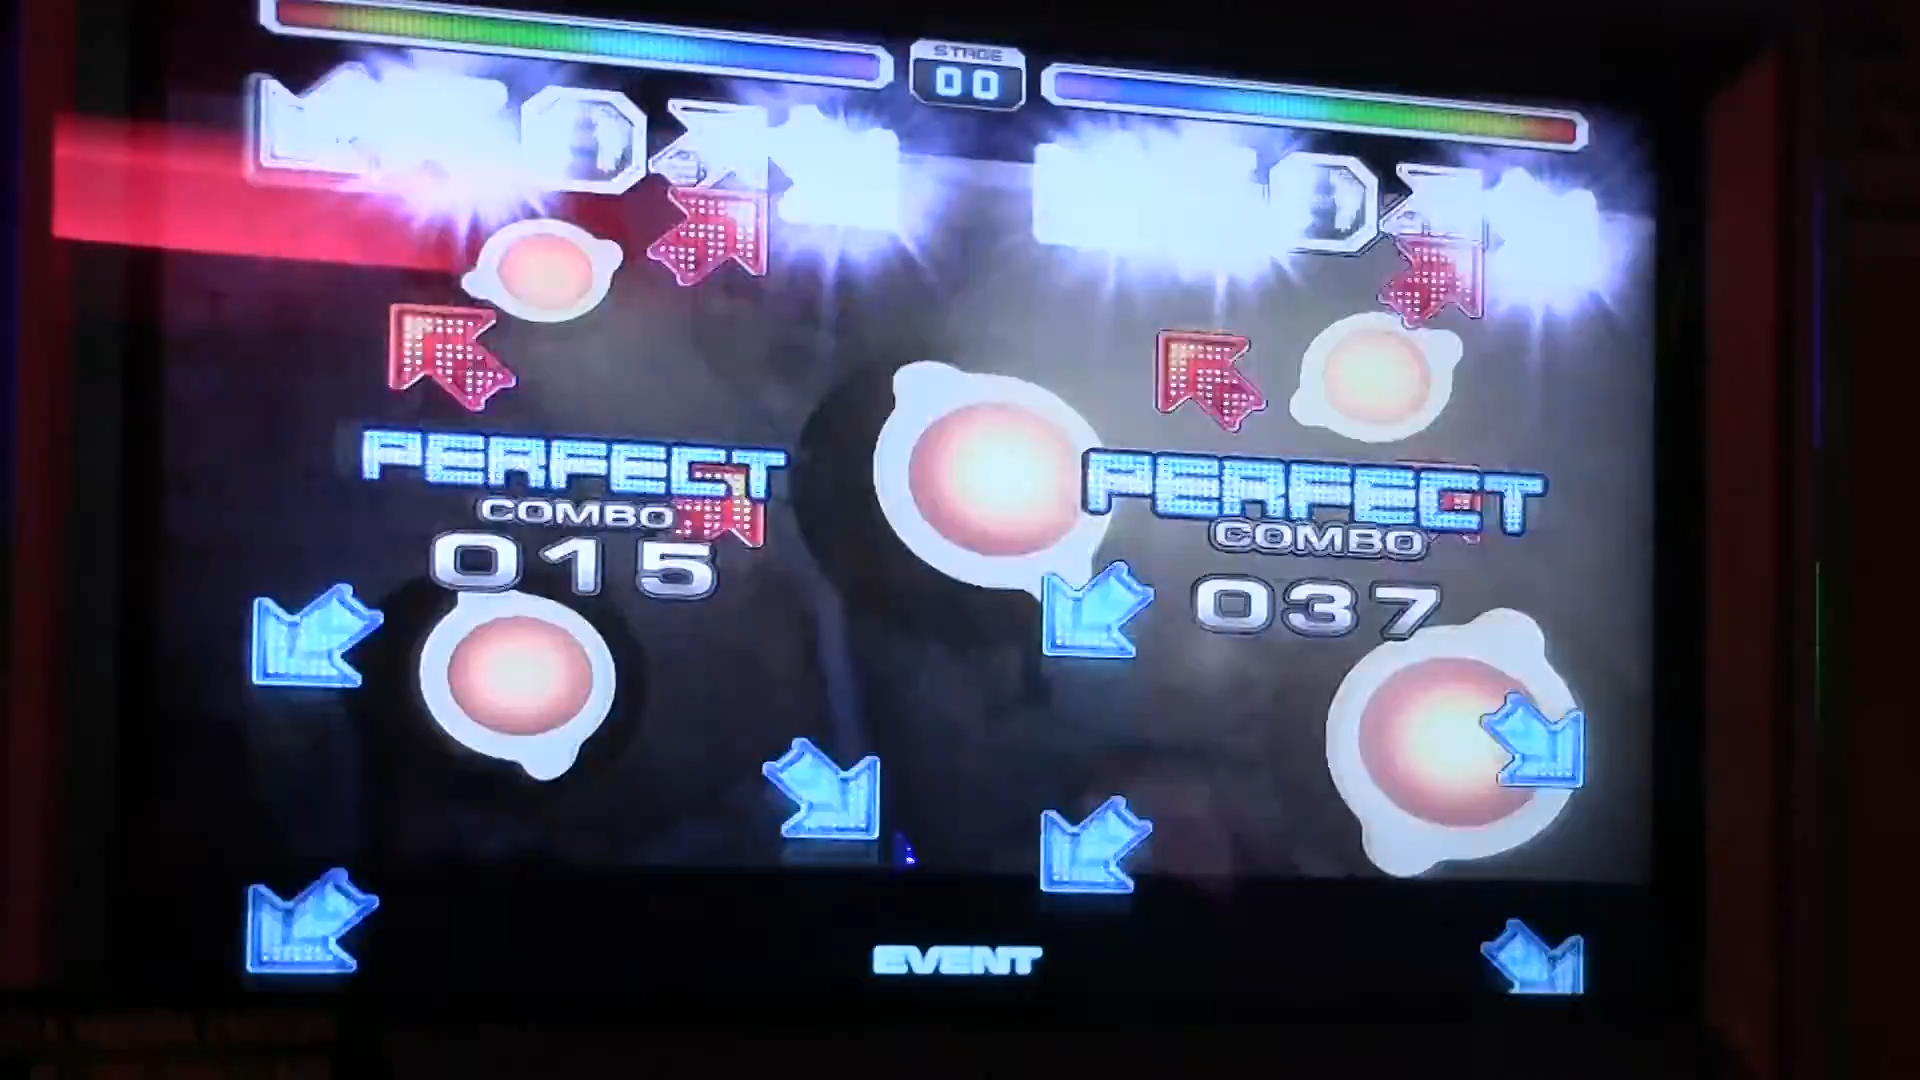 STAGE
00
PERFECT
COMBO
015
PERFECT
COMBO
037
EVENT